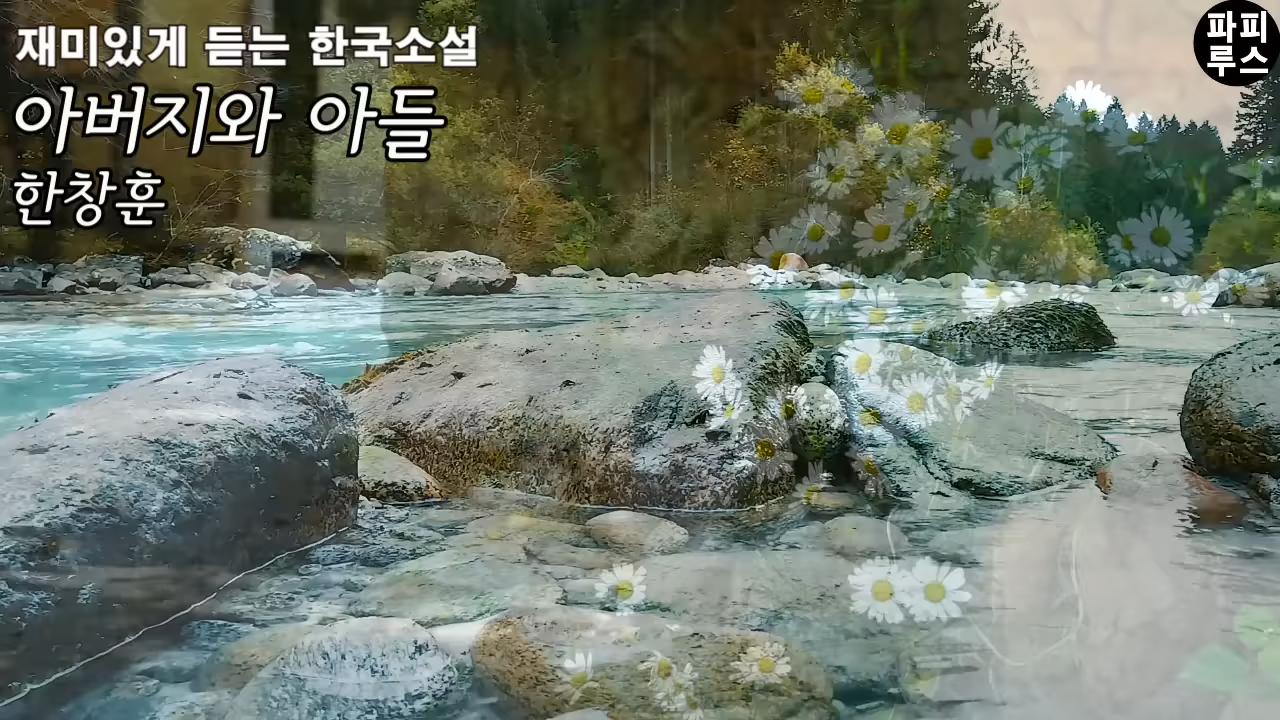 재미있게 듣는 한국소설
아버지와 아들
한창훈
파피
루스